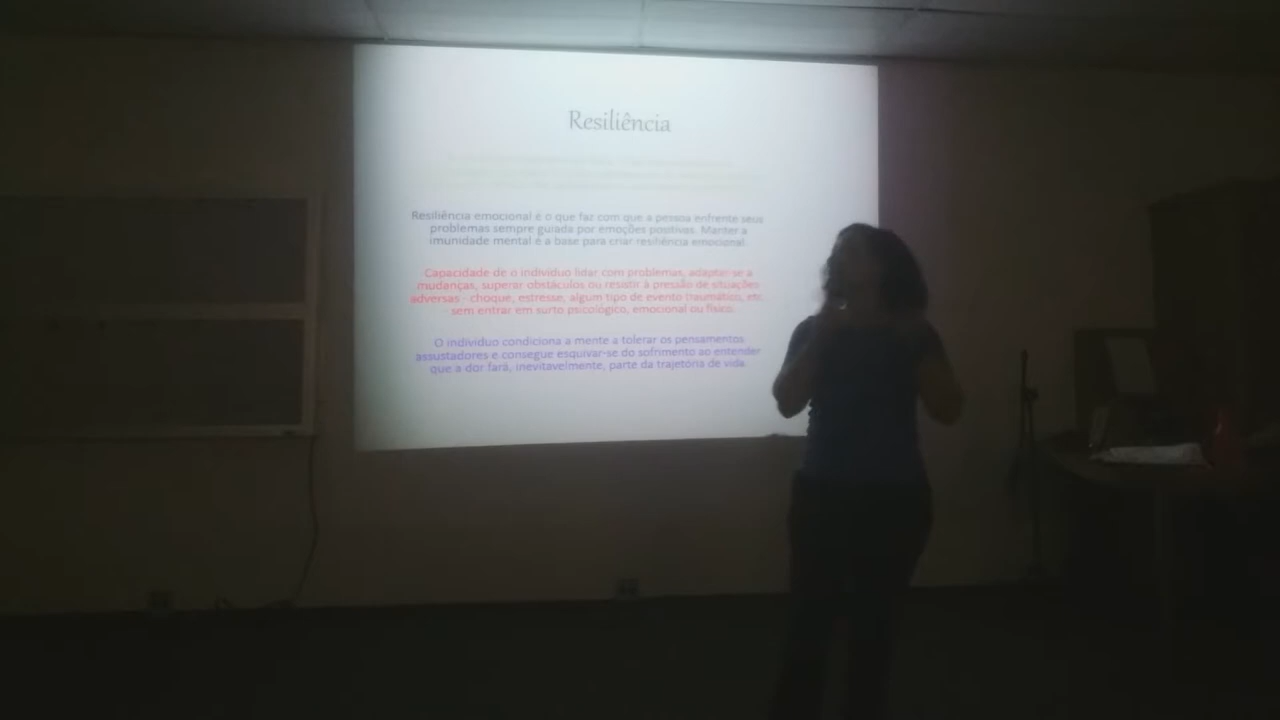 Resiliência
Resiliência emocional é o que faz com que a pessoa enfrente seus
problemas sempre guiada por emoções positivas. Manter a
imunidade mental é a base para criar resiliência emocional.
Capacidade de o indivíduo lidar com problemas, adaptar-se a
mudanças, superar obstáculos ou resistir à pressão de situações
adversas - choque, estresse, algum tipo de evento traumático, etc.
sem entrar em surto psicológico, emocional ou físico.
O indivíduo condiciona a mente a tolerar os pensamentos
assustadores e consegue esquivar-se do sofrimento ao entender
que a dor fará, inevitavelmente, parte da trajetória de vida.